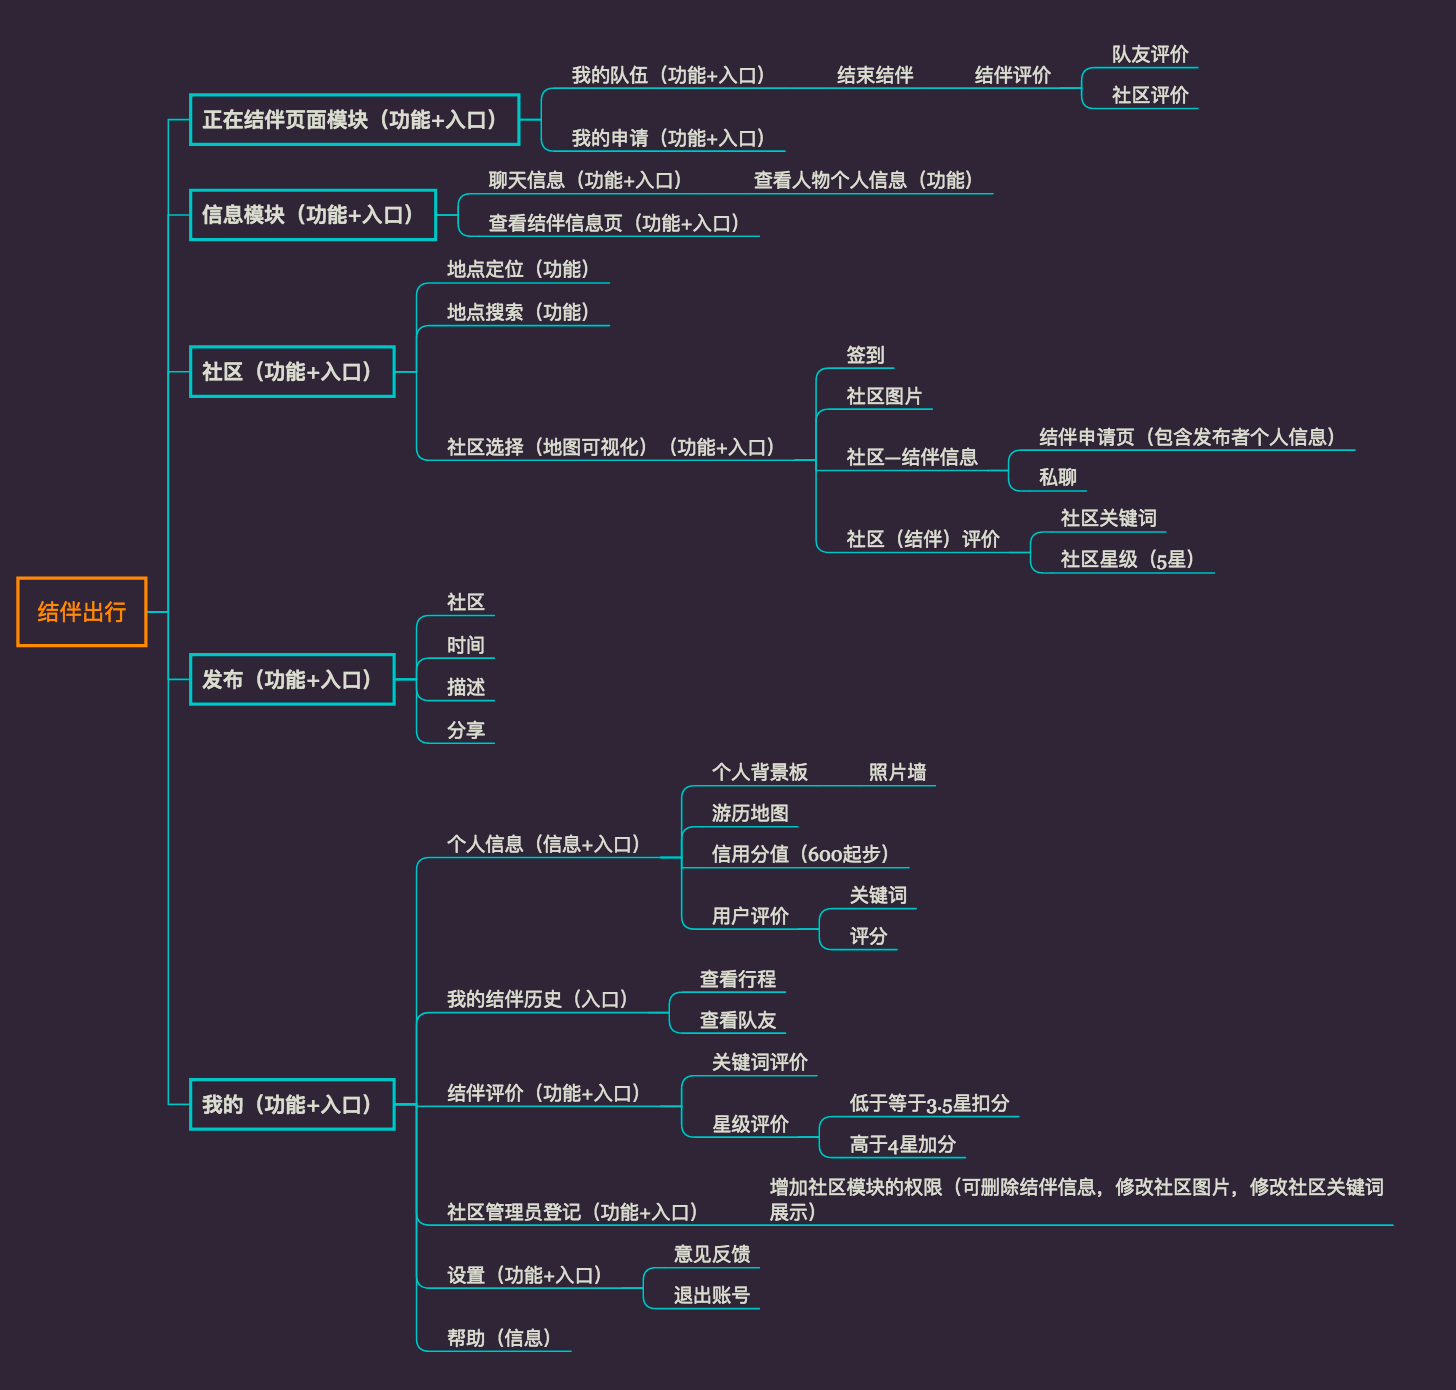 结伴出行
正在结伴页面模块（功能+入口）
我的队伍（功能+入口）
结束结伴
结伴评价
队友评价
社区评价
我的申请（功能+入口）
信息模块（功能+入口）
聊天信息（功能+入口）
查看人物个人信息（功能）
查看结伴信息页（功能+入口）
社区（功能+入口）
地点定位（功能）
地点搜索（功能）
社区选择（地图可视化）（功能+入口）
签到
社区图片
社区—结伴信息
结伴申请页（包含发布者个人信息）
私聊
社区（结伴）评价
社区关键词
社区星级（5星）
发布（功能+入口）
社区
时间
描述
分享
我的（功能+入口）
个人信息（信息+入口）
个人背景板
照片墙
游历地图
信用分值（600起步）
用户评价
关键词
评分
我的结伴历史（入口）
查看行程
查看队友
结伴评价（功能+入口）
关键词评价
星级评价
低于等于3.5星扣分
高于4星加分
社区管理员登记（功能+入口）
增加社区模块的权限（可删除结伴信息，修改社区图片，修改社区关键词
展示）
设置（功能+入口）
意见反馈
退出账号
帮助（信息）